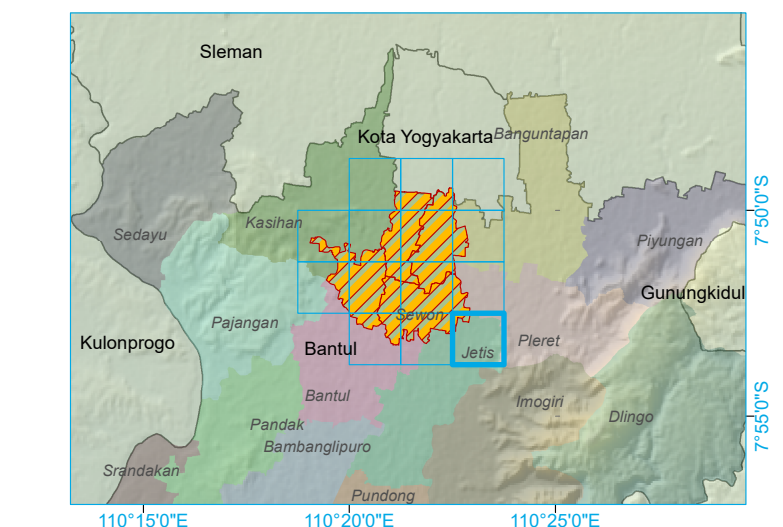 Sleman
Kota Yogyakarta
Banguntapan
Kasihan
Sedayu
Piyungan
7°50'0"S
Gunungkidul
Sewon
Pajangan
Kulonprogo
Bantul
Jetis
Pleret
Bantul
Imogiri
Dlingo
7°55'0"S
Pandak
Bambanglipuro
Srandakan
Pundong
110°15'0"E
110°20'0"E
110°25'0"E